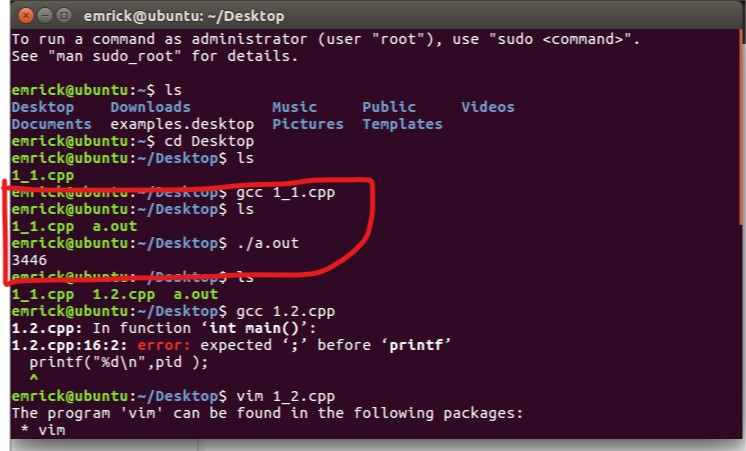 emrick@ubuntu: ~/Desktop
To run a command as administrator (user "root"), use "sudo <command>".
See "man sudo_root" for details.
emrick@ubuntu:~$ ls
Desktop    Downloads         Music     Public     Videos
Documents  examples.desktop  Pictures  Templates
emrick@ubuntu:~$ cd Desktop
emrick@ubuntu:~/Desktop$ ls
1_1.cpp
emrick@ubuntu:~/Desktop$ gcc 1_1.cpp
emrick@ubuntu:~/Desktop$ ls
1_1.cpp  a.out
emrick@ubuntu:~/Desktop$ ./a.out
3446
emrick@ubuntu:~/Desktop$ ls
1_1.cpp  1.2.cpp  a.out
emrick@ubuntu:~/Desktop$ gcc 1.2.cpp
1.2.cpp: In function ‘int main()’:
1.2.cpp:16:2: error: expected ‘;’ before ‘printf’
  printf("%d\n",pid );
  ^
emrick@ubuntu:~/Desktop$ vim 1_2.cpp
The program 'vim' can be found in the following packages:
 * vim